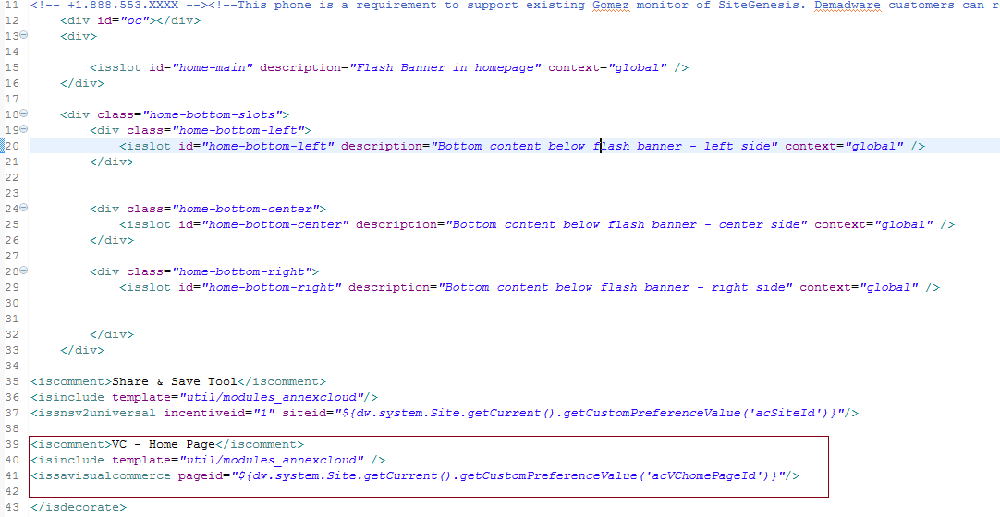 11 <!-- +1.888.553.XXXX --><!--This phone is a requirement to support existing Gomez monitor of SiteGenesis. Demadware customers can r
12     <div id="oc"></div>
13     <div>
14
15         <isslot id="home-main" description="Flash Banner in homepage" context="global" />
16     </div>
17
18     <div class="home-bottom-slots">
19         <div class="home-bottom-left">
20             <isslot id="home-bottom-left" description="Bottom content below flash banner - left side" context="global" />
21         </div>
22
23
24         <div class="home-bottom-center">
25             <isslot id="home-bottom-center" description="Bottom content below flash banner - center side" context="global" />
26         </div>
27
28         <div class="home-bottom-right">
29             <isslot id="home-bottom-right" description="Bottom content below flash banner - right side" context="global" />
30
31
32         </div>
33     </div>
34
35 <iscomment>Share & Save Tool</iscomment>
36 <isinclude template="util/modules_annexcloud"/>
37 <issnsv2universal incentiveid="1" siteid="${dw.system.Site.getCurrent().getCustomPreferenceValue('acSiteId')}"/>
38
39 <iscomment>VC - Home Page</iscomment>
40 <isinclude template="util/modules_annexcloud" />
41 <issavisualcommerce pageid="${dw.system.Site.getCurrent().getCustomPreferenceValue('acVChomePageId')}"/>
42
43 </isdecorate>